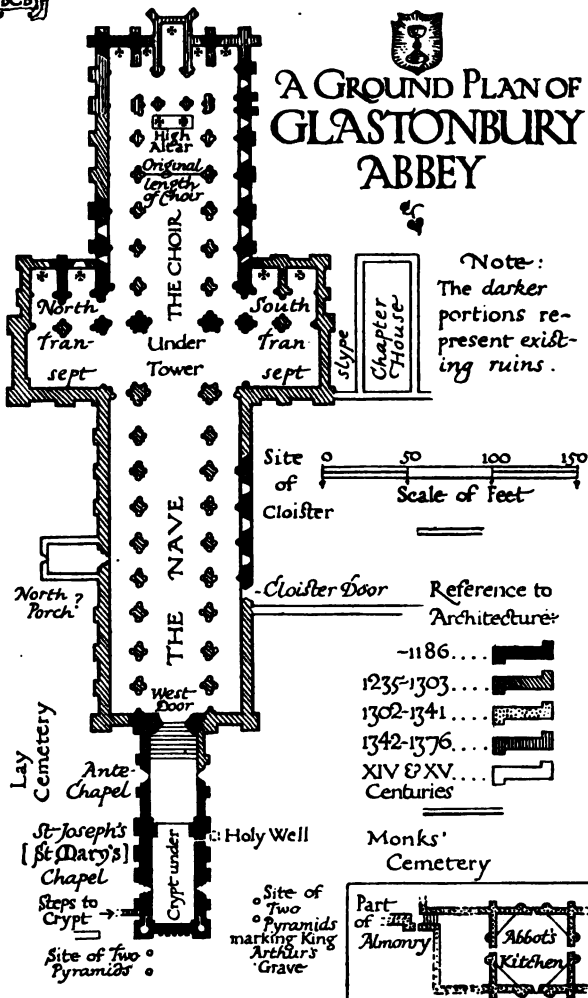 A GROUND PLAN OF
GLASTONBURY
ABBEY
High
Altar
Original
length
of Choir
THE CHOIR
North
Tran-
sept
Under
Tower
South
Tran
sept
slype
Chapter
House
Note:
The darker
portions re-
present exist-
ing ruins.
Site
of
Cloister
0 50 100 150
Scale of Feet
THE NAVE
North?
Porch
Cloister Door
Reference to
Architecture:
-1186....
1235-1303....
1302-1341....
1342-1376....
XIV & XV....
Centuries
West
Door
Lay
Cemetery
Ante-
Chapel
St Joseph's
[St Mary's]
Chapel
Crypt under
Holy Well
Steps to
Crypt
Site of Two
Pyramids
Site of
Two
Pyramids
marking King
Arthur's
Grave
Monks'
Cemetery
Part
of
Almonry
Abbot's
Kitchen